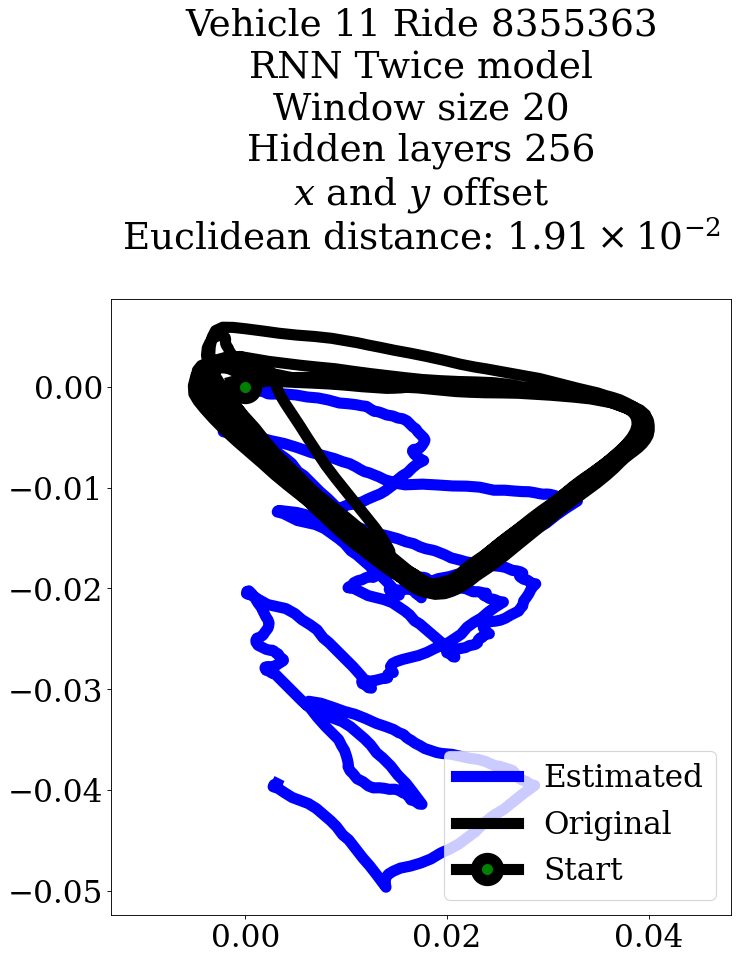 Vehicle 11 Ride 8355363
RNN Twice model
Window size 20
Hidden layers 256
x and y offset
Euclidean distance: 1.91 × 10⁻²
0.00
−0.01
−0.02
−0.03
−0.04
−0.05
Estimated
Original
Start
0.00 0.02 0.04